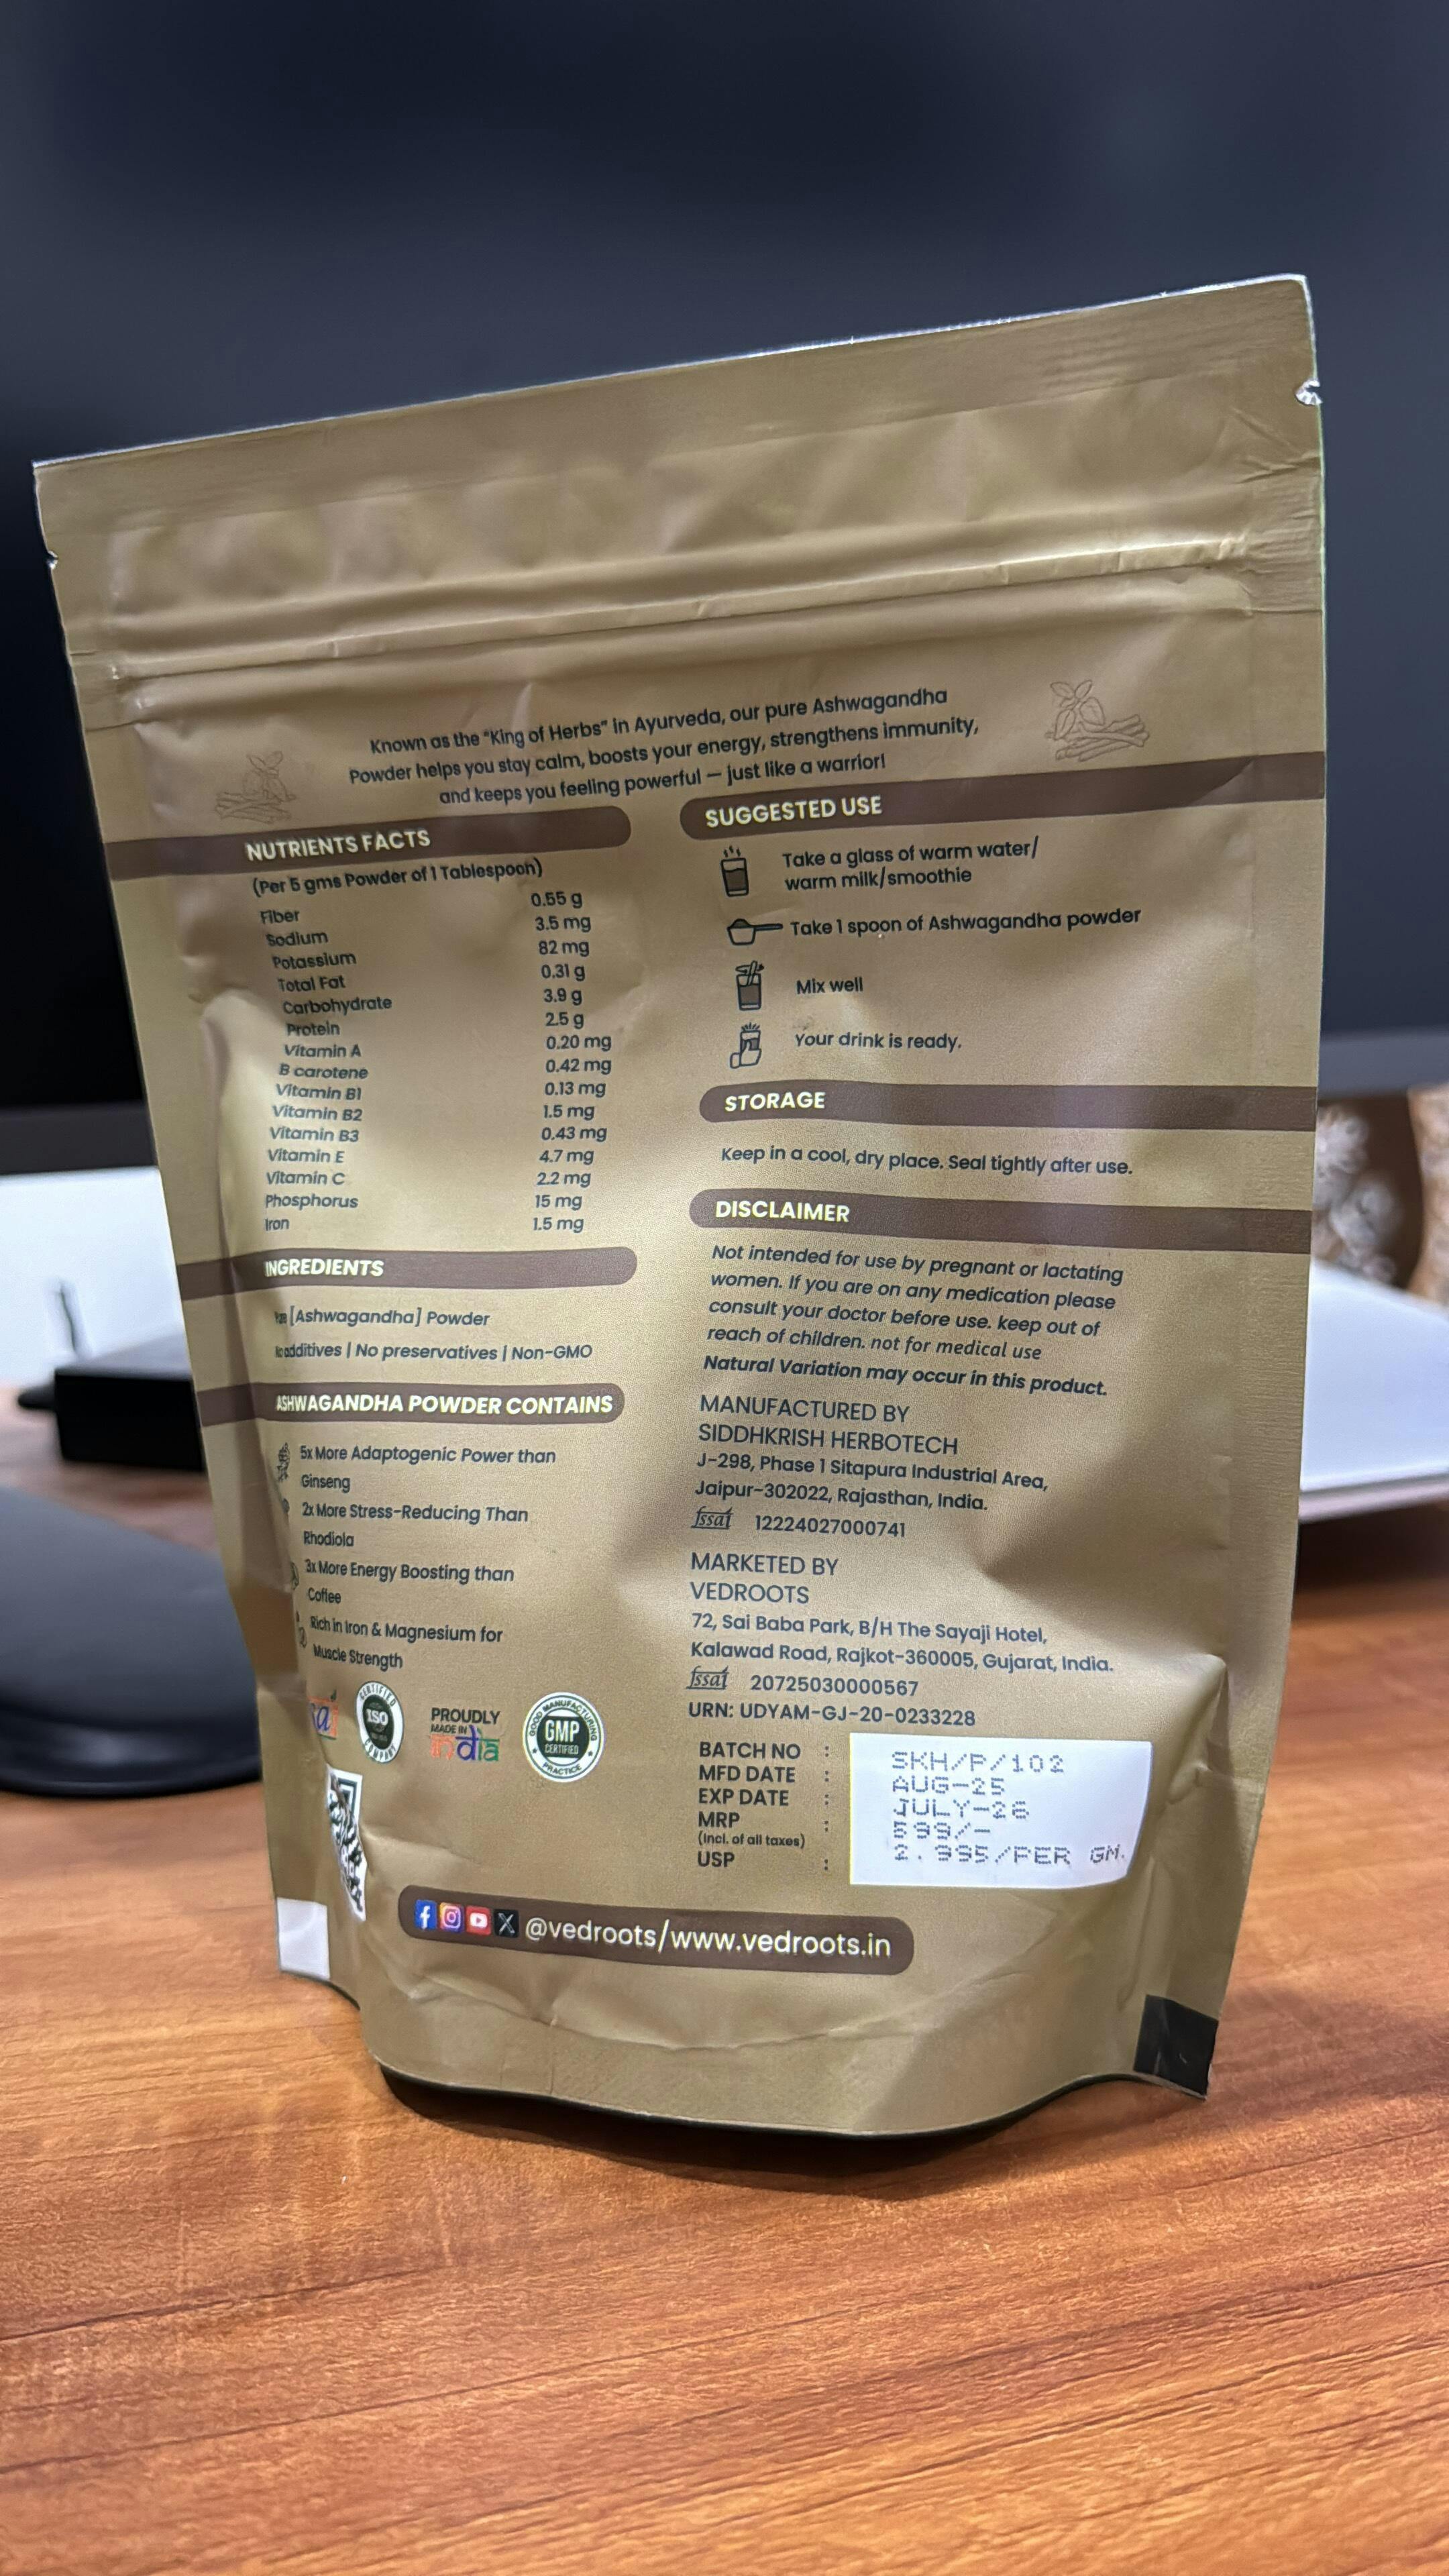 Known as the "King of Herbs" in Ayurveda, our pure Ashwagandha
Powder helps you stay calm, boosts your energy, strengthens immunity,
and keeps you feeling powerful – just like a warrior!
NUTRIENTS FACTS
(Per 5 gms Powder of 1 Tablespoon)
Fiber 0.55 g
Sodium 3.5 mg
Potassium 82 mg
Total Fat 0.31 g
Carbohydrate 3.9 g
Protein 2.5 g
Vitamin A 0.20 mg
B carotene 0.42 mg
Vitamin B1 0.13 mg
Vitamin B2 1.5 mg
Vitamin B3 0.43 mg
Vitamin E 4.7 mg
Vitamin C 2.2 mg
Phosphorus 15 mg
Iron 1.5 mg
INGREDIENTS
[Ashwagandha] Powder
additives | No preservatives | Non-GMO
ASHWAGANDHA POWDER CONTAINS
5x More Adaptogenic Power than
Ginseng
2x More Stress-Reducing Than
Rhodiola
3x More Energy Boosting than
Coffee
Rich in Iron & Magnesium for
Muscle Strength
CERTIFIED
ISO
COMPANY
PROUDLY
MADE IN
india
GOOD MANUFACTURING
GMP
CERTIFIED
PRACTICE
SUGGESTED USE
Take a glass of warm water/
warm milk/smoothie
Take 1 spoon of Ashwagandha powder
Mix well
Your drink is ready.
STORAGE
Keep in a cool, dry place. Seal tightly after use.
DISCLAIMER
Not intended for use by pregnant or lactating
women. If you are on any medication please
consult your doctor before use. keep out of
reach of children. not for medical use
Natural Variation may occur in this product.
MANUFACTURED BY
SIDDHKRISH HERBOTECH
J-298, Phase 1 Sitapura Industrial Area,
Jaipur-302022, Rajasthan, India.
fssai 12224027000741
MARKETED BY
VEDROOTS
72, Sai Baba Park, B/H The Sayaji Hotel,
Kalawad Road, Rajkot-360005, Gujarat, India.
fssai 20725030000567
URN: UDYAM-GJ-20-0233228
BATCH NO : SKH/P/102
MFD DATE : AUG-25
EXP DATE : JULY-26
MRP : 599/-
(Incl. of all taxes)
USP : 2.995/PER GM.
@vedroots/www.vedroots.in